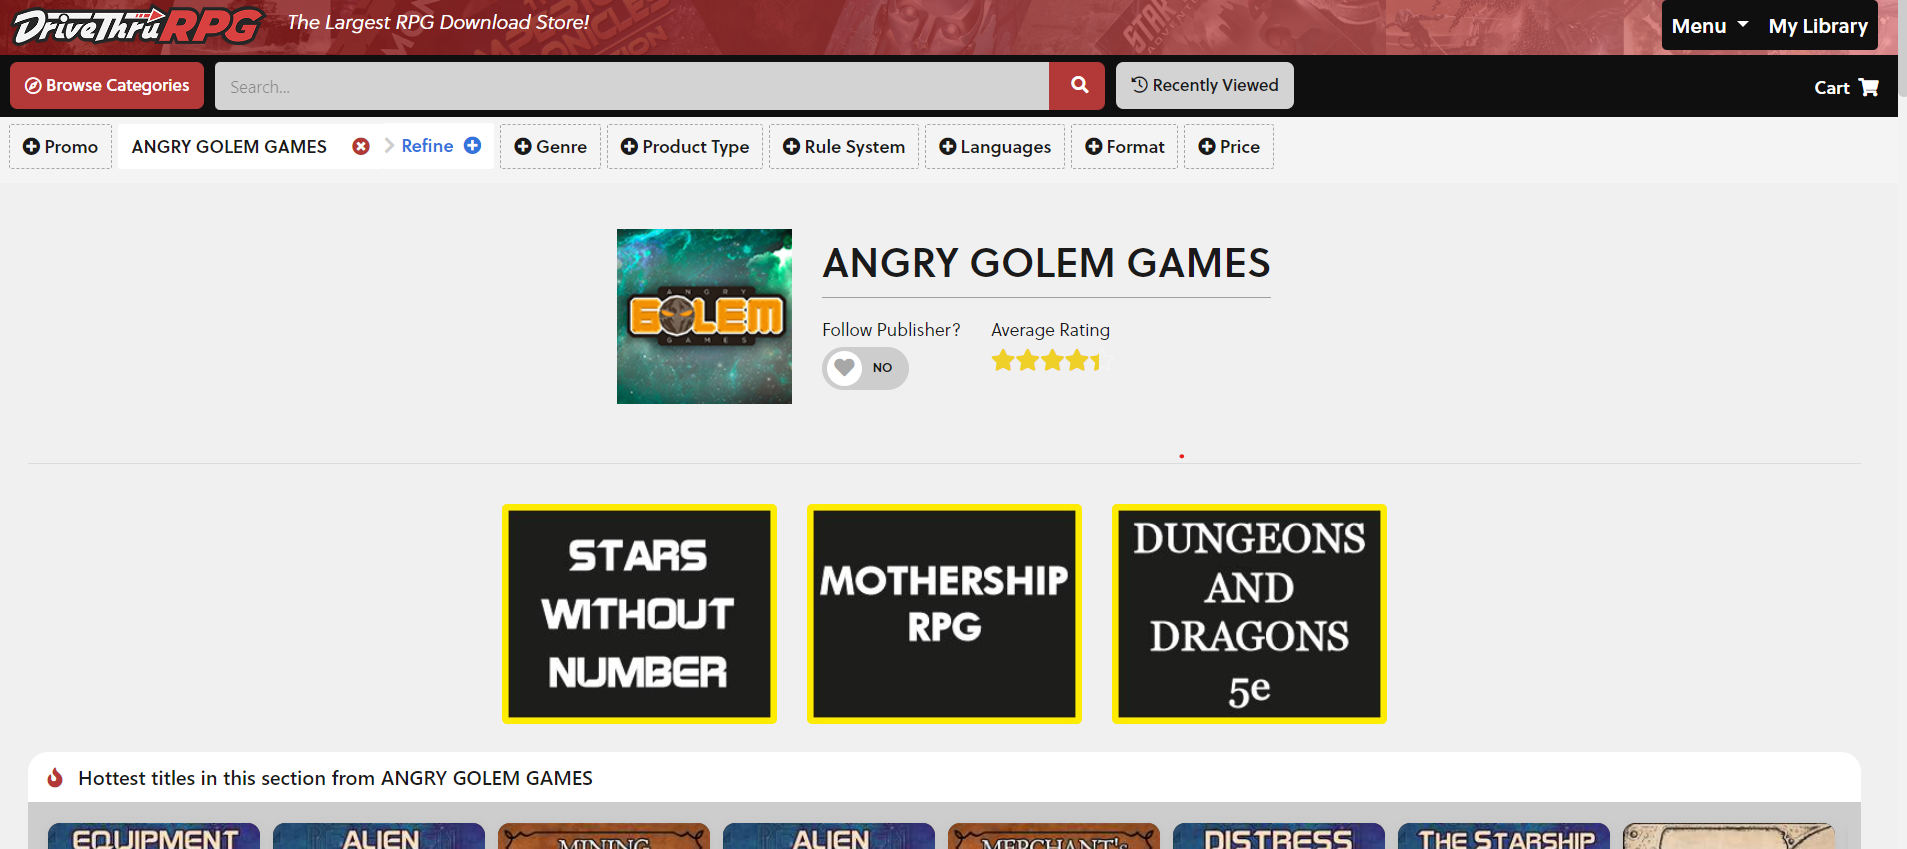 DriveThruRPG
The Largest RPG Download Store!
Menu
My Library
Browse Categories
Search...
Recently Viewed
Cart
Promo
ANGRY GOLEM GAMES
Refine
Genre
Product Type
Rule System
Languages
Format
Price
ANGRY
GOLEM
GAMES
ANGRY GOLEM GAMES
Follow Publisher?
Average Rating
NO
STARS
WITHOUT
NUMBER
MOTHERSHIP
RPG
DUNGEONS
AND
DRAGONS
5e
Hottest titles in this section from ANGRY GOLEM GAMES
EQUIPMENT
ALIEN
MINING
ALIEN
MERCHANT's
DISTRESS
THE STARSHIP